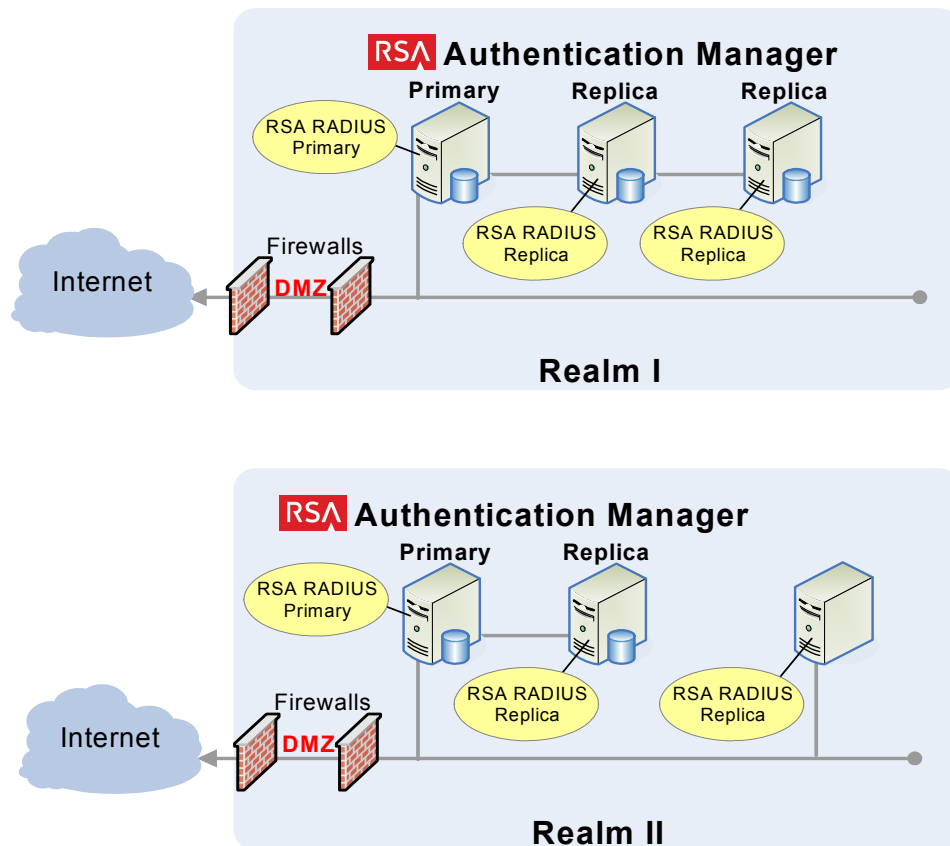 RSA Authentication Manager
Primary
Replica
Replica
RSA RADIUS
Primary
RSA RADIUS
Replica
RSA RADIUS
Replica
Firewalls
Internet
DMZ
Realm I
RSA Authentication Manager
Primary
Replica
RSA RADIUS
Primary
RSA RADIUS
Replica
RSA RADIUS
Replica
Firewalls
Internet
DMZ
Realm II